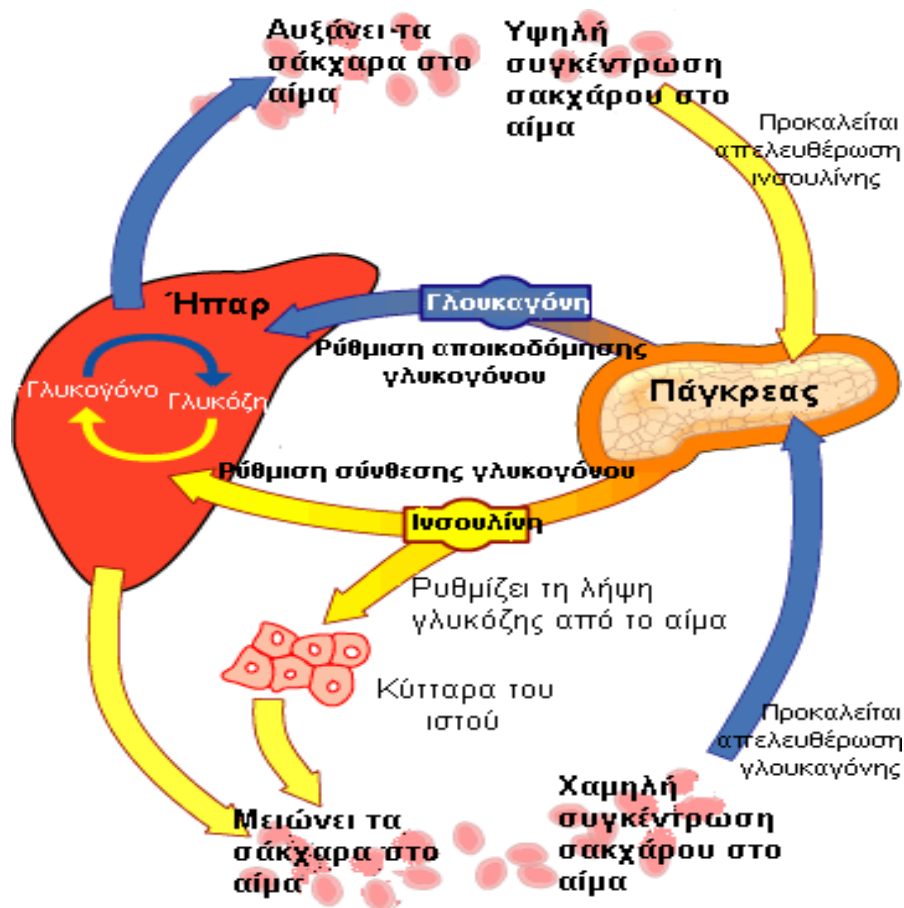 Αυξάνει τα
σάκχαρα στο
αίμα
Υψηλή
συγκέντρωση
σακχάρου στο
αίμα
Προκαλείται
απελευθέρωση
ινσουλίνης
Ήπαρ
Γλουκαγόνη
Ρύθμιση αποικοδόμησης
γλυκογόνου
Γλυκογόνο
Γλυκόζη
Πάγκρεας
Ρύθμιση σύνθεσης γλυκογόνου
Ινσουλίνη
Ρυθμίζει τη λήψη
γλυκόζης από το αίμα
Κύτταρα του
ιστού
Προκαλείται
απελευθέρωση
γλουκαγόνης
Μειώνει τα
σάκχαρα στο
αίμα
Χαμηλή
συγκέντρωση
σακχάρου στο
αίμα